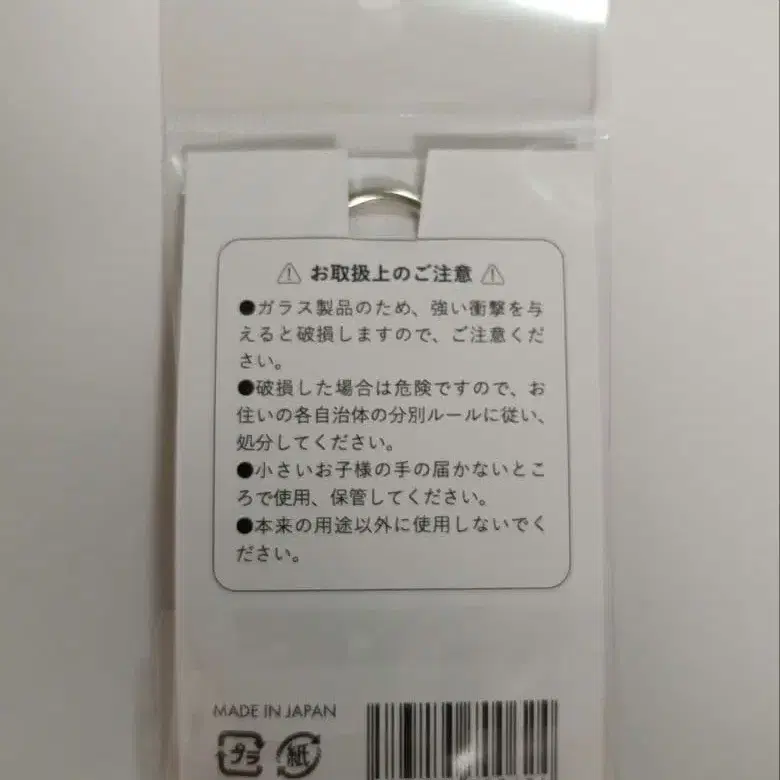 ⚠ お取扱上のご注意 ⚠
●ガラス製品のため、強い衝撃を与
えると破損しますので、ご注意くだ
さい。
●破損した場合は危険ですので、お
住いの各自治体の分別ルールに従い、
処分してください。
●小さいお子様の手の届かないとこ
ろで使用、保管してください。
●本来の用途以外に使用しないでく
ださい。
MADE IN JAPAN
プラ 紙